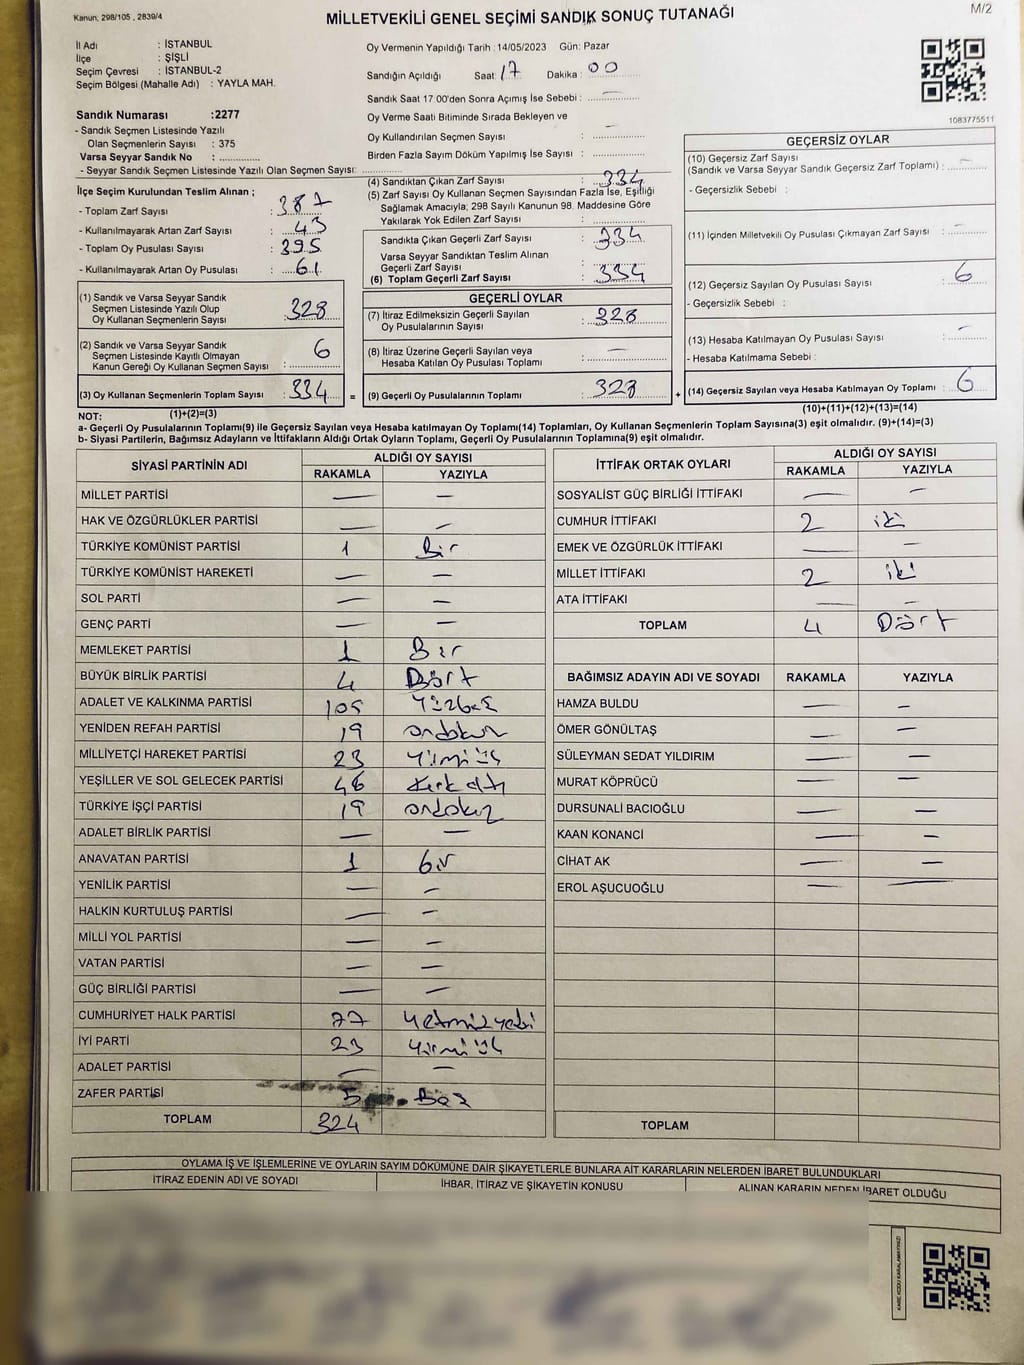 Kanun, 298/105 , 2839/4
MİLLETVEKİLİ GENEL SEÇİMİ SANDIK SONUÇ TUTANAĞI
M/2
İl Adı : İSTANBUL
İlçe : ŞİŞLİ
Seçim Çevresi : İSTANBUL-2
Seçim Bölgesi (Mahalle Adı) : YAYLA MAH.
Sandık Numarası :2277
- Sandık Seçmen Listesinde Yazılı
Olan Seçmenlerin Sayısı : 375
Varsa Seyyar Sandık No :
- Seyyar Sandık Seçmen Listesinde Yazılı Olan Seçmen Sayısı:
Oy Vermenin Yapıldığı Tarih : 14/05/2023 Gün: Pazar
Sandığın Açıldığı Saat: 17 Dakika : 00
Sandık Saat 17 00'den Sonra Açımış İse Sebebi : —
Oy Verme Saati Bitiminde Sırada Bekleyen ve
Oy Kullandırılan Seçmen Sayısı : —
Birden Fazla Sayım Döküm Yapılmış İse Sayısı :
1083775511
İlçe Seçim Kurulundan Teslim Alınan ;
- Toplam Zarf Sayısı : 387
- Kullanılmayarak Artan Zarf Sayısı : 43
- Toplam Oy Pusulası Sayısı : 395
- Kullanılmayarak Artan Oy Pusulası : 61
(4) Sandıktan Çıkan Zarf Sayısı : 334
(5) Zarf Sayısı Oy Kullanan Seçmen Sayısından Fazla İse, Eşitliği
Sağlamak Amacıyla; 298 Sayılı Kanunun 98. Maddesine Göre
Yakılarak Yok Edilen Zarf Sayısı :
Sandıkta Çıkan Geçerli Zarf Sayısı : 334
Varsa Seyyar Sandıktan Teslim Alınan
Geçerli Zarf Sayısı :
(6) Toplam Geçerli Zarf Sayısı : 334
GEÇERSİZ OYLAR
(10) Geçersiz Zarf Sayısı
(Sandık ve Varsa Seyyar Sandık Geçersiz Zarf Toplamı) : —
- Geçersizlik Sebebi :
(11) İçinden Milletvekili Oy Pusulası Çıkmayan Zarf Sayısı : —
(12) Geçersiz Sayılan Oy Pusulası Sayısı : 6
- Geçersizlik Sebebi :
(13) Hesaba Katılmayan Oy Pusulası Sayısı : —
- Hesaba Katılmama Sebebi :
(14) Geçersiz Sayılan veya Hesaba Katılmayan Oy Toplamı : 6
(10)+(11)+(12)+(13)=(14)
(1) Sandık ve Varsa Seyyar Sandık
Seçmen Listesinde Yazılı Olup
Oy Kullanan Seçmenlerin Sayısı : 328
(2) Sandık ve Varsa Seyyar Sandık
Seçmen Listesinde Kayıtlı Olmayan
Kanun Gereği Oy Kullanan Seçmen Sayısı : 6
(3) Oy Kullanan Seçmenlerin Toplam Sayısı : 334 =
GEÇERLİ OYLAR
(7) İtiraz Edilmeksizin Geçerli Sayılan
Oy Pusulalarının Sayısı : 328
(8) İtiraz Üzerine Geçerli Sayılan veya
Hesaba Katılan Oy Pusulası Toplamı : —
(9) Geçerli Oy Pusulalarının Toplamı : 328 +
NOT: (1)+(2)=(3)
a- Geçerli Oy Pusulalarının Toplamı(9) ile Geçersiz Sayılan veya Hesaba katılmayan Oy Toplamı(14) Toplamları, Oy Kullanan Seçmenlerin Toplam Sayısına(3) eşit olmalıdır. (9)+(14)=(3)
b- Siyasi Partilerin, Bağımsız Adayların ve İttifakların Aldığı Ortak Oyların Toplamı, Geçerli Oy Pusulalarının Toplamına(9) eşit olmalıdır.
SİYASİ PARTİNİN ADI ALDIĞI OY SAYISI
RAKAMLA YAZIYLA
MİLLET PARTİSİ — —
HAK VE ÖZGÜRLÜKLER PARTİSİ — —
TÜRKİYE KOMÜNİST PARTİSİ 1 Bir
TÜRKİYE KOMÜNİST HAREKETİ — —
SOL PARTİ — —
GENÇ PARTİ — —
MEMLEKET PARTİSİ 1 Bir
BÜYÜK BİRLİK PARTİSİ 4 Dört
ADALET VE KALKINMA PARTİSİ 105 Yüzbeş
YENİDEN REFAH PARTİSİ 19 ondokuz
MİLLİYETÇİ HAREKET PARTİSİ 23 Yirmiüç
YEŞİLLER VE SOL GELECEK PARTİSİ 46 Kırkaltı
TÜRKİYE İŞÇİ PARTİSİ 19 ondokuz
ADALET BİRLİK PARTİSİ — —
ANAVATAN PARTİSİ 1 bir
YENİLİK PARTİSİ — —
HALKIN KURTULUŞ PARTİSİ — —
MİLLİ YOL PARTİSİ — —
VATAN PARTİSİ — —
GÜÇ BİRLİĞİ PARTİSİ — —
CUMHURİYET HALK PARTİSİ 77 Yetmişyedi
İYİ PARTİ 23 Yirmiüç
ADALET PARTİSİ — —
ZAFER PARTİSİ 5 Beş
TOPLAM 324
İTTİFAK ORTAK OYLARI ALDIĞI OY SAYISI
RAKAMLA YAZIYLA
SOSYALİST GÜÇ BİRLİĞİ İTTİFAKI — —
CUMHUR İTTİFAKI 2 iki
EMEK VE ÖZGÜRLÜK İTTİFAKI — —
MİLLET İTTİFAKI 2 iki
ATA İTTİFAKI — —
TOPLAM 4 Dört
BAĞIMSIZ ADAYIN ADI VE SOYADI RAKAMLA YAZIYLA
HAMZA BULDU — —
ÖMER GÖNÜLTAŞ — —
SÜLEYMAN SEDAT YILDIRIM — —
MURAT KÖPRÜCÜ — —
DURSUNALİ BACIOĞLU — —
KAAN KONANCİ — —
CİHAT AK — —
EROL AŞUCUOĞLU — —
TOPLAM
OYLAMA İŞ VE İŞLEMLERİNE VE OYLARIN SAYIM DÖKÜMÜNE DAİR ŞİKAYETLERLE BUNLARA AİT KARARLARIN NELERDEN İBARET BULUNDUKLARI
İTİRAZ EDENİN ADI VE SOYADI İHBAR, İTİRAZ VE ŞİKAYETİN KONUSU ALINAN KARARIN NEDEN İBARET OLDUĞU